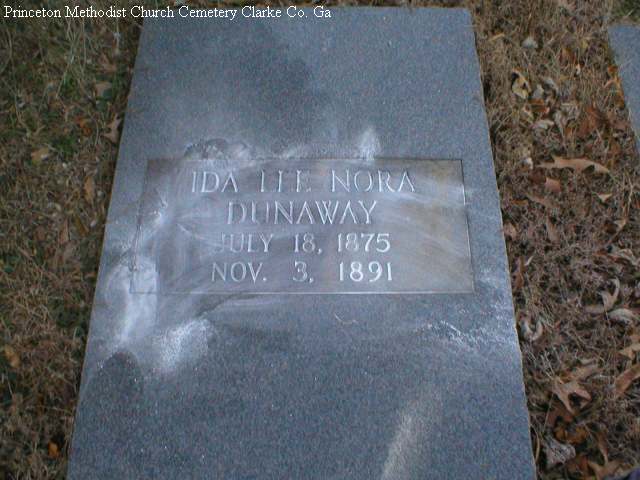 Princeton Methodist Church Cemetery Clarke Co. Ga
IDA LEE NORA
DUNAWAY
JULY 18, 1875
NOV. 3, 1891